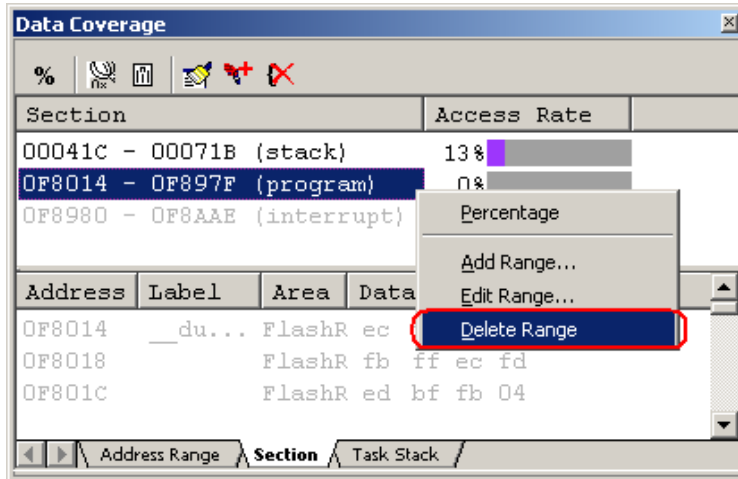 Data Coverage
%
Section Access Rate
00041C - 00071B (stack) 13%
0F8014 - 0F897F (program) 0%
0F8980 - 0F8AAE (interrupt)
Percentage
Add Range...
Edit Range...
Delete Range
Address Label Area Data
0F8014 __du... FlashR ec
0F8018 FlashR fb ff ec fd
0F801C FlashR ed bf fb 04
Address Range Section Task Stack